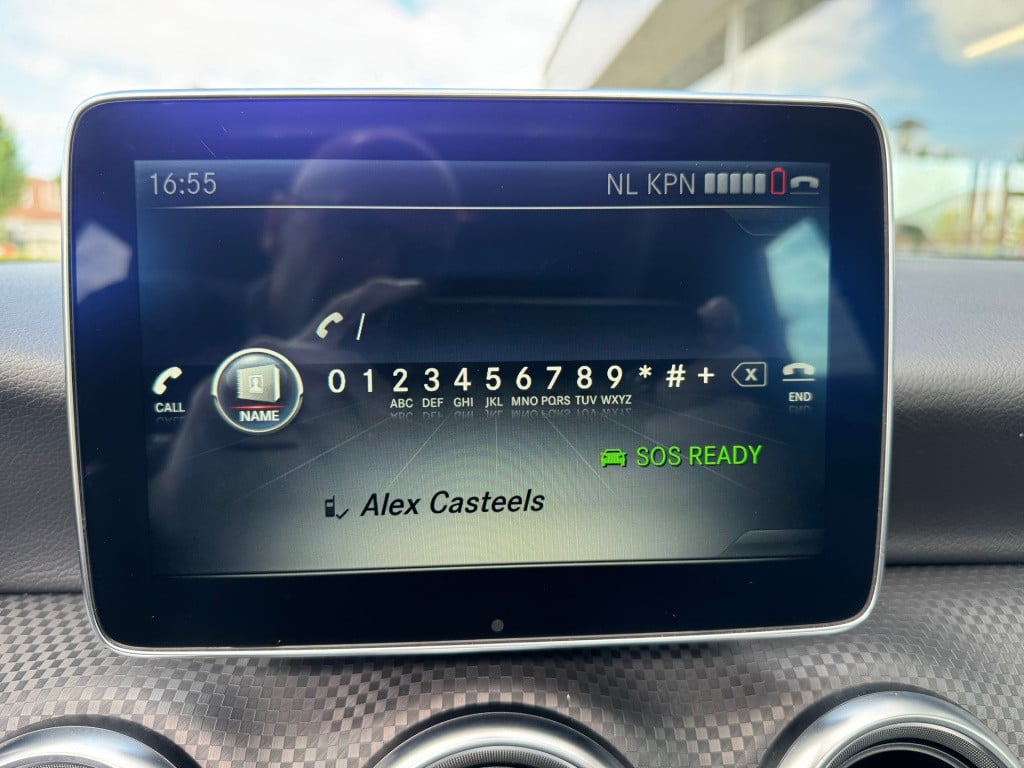 16:55 NL KPN
CALL NAME 0 1 2 3 4 5 6 7 8 9 * # + X END
ABC DEF GHI JKL MNO PQRS TUV WXYZ
SOS READY
Alex Casteels